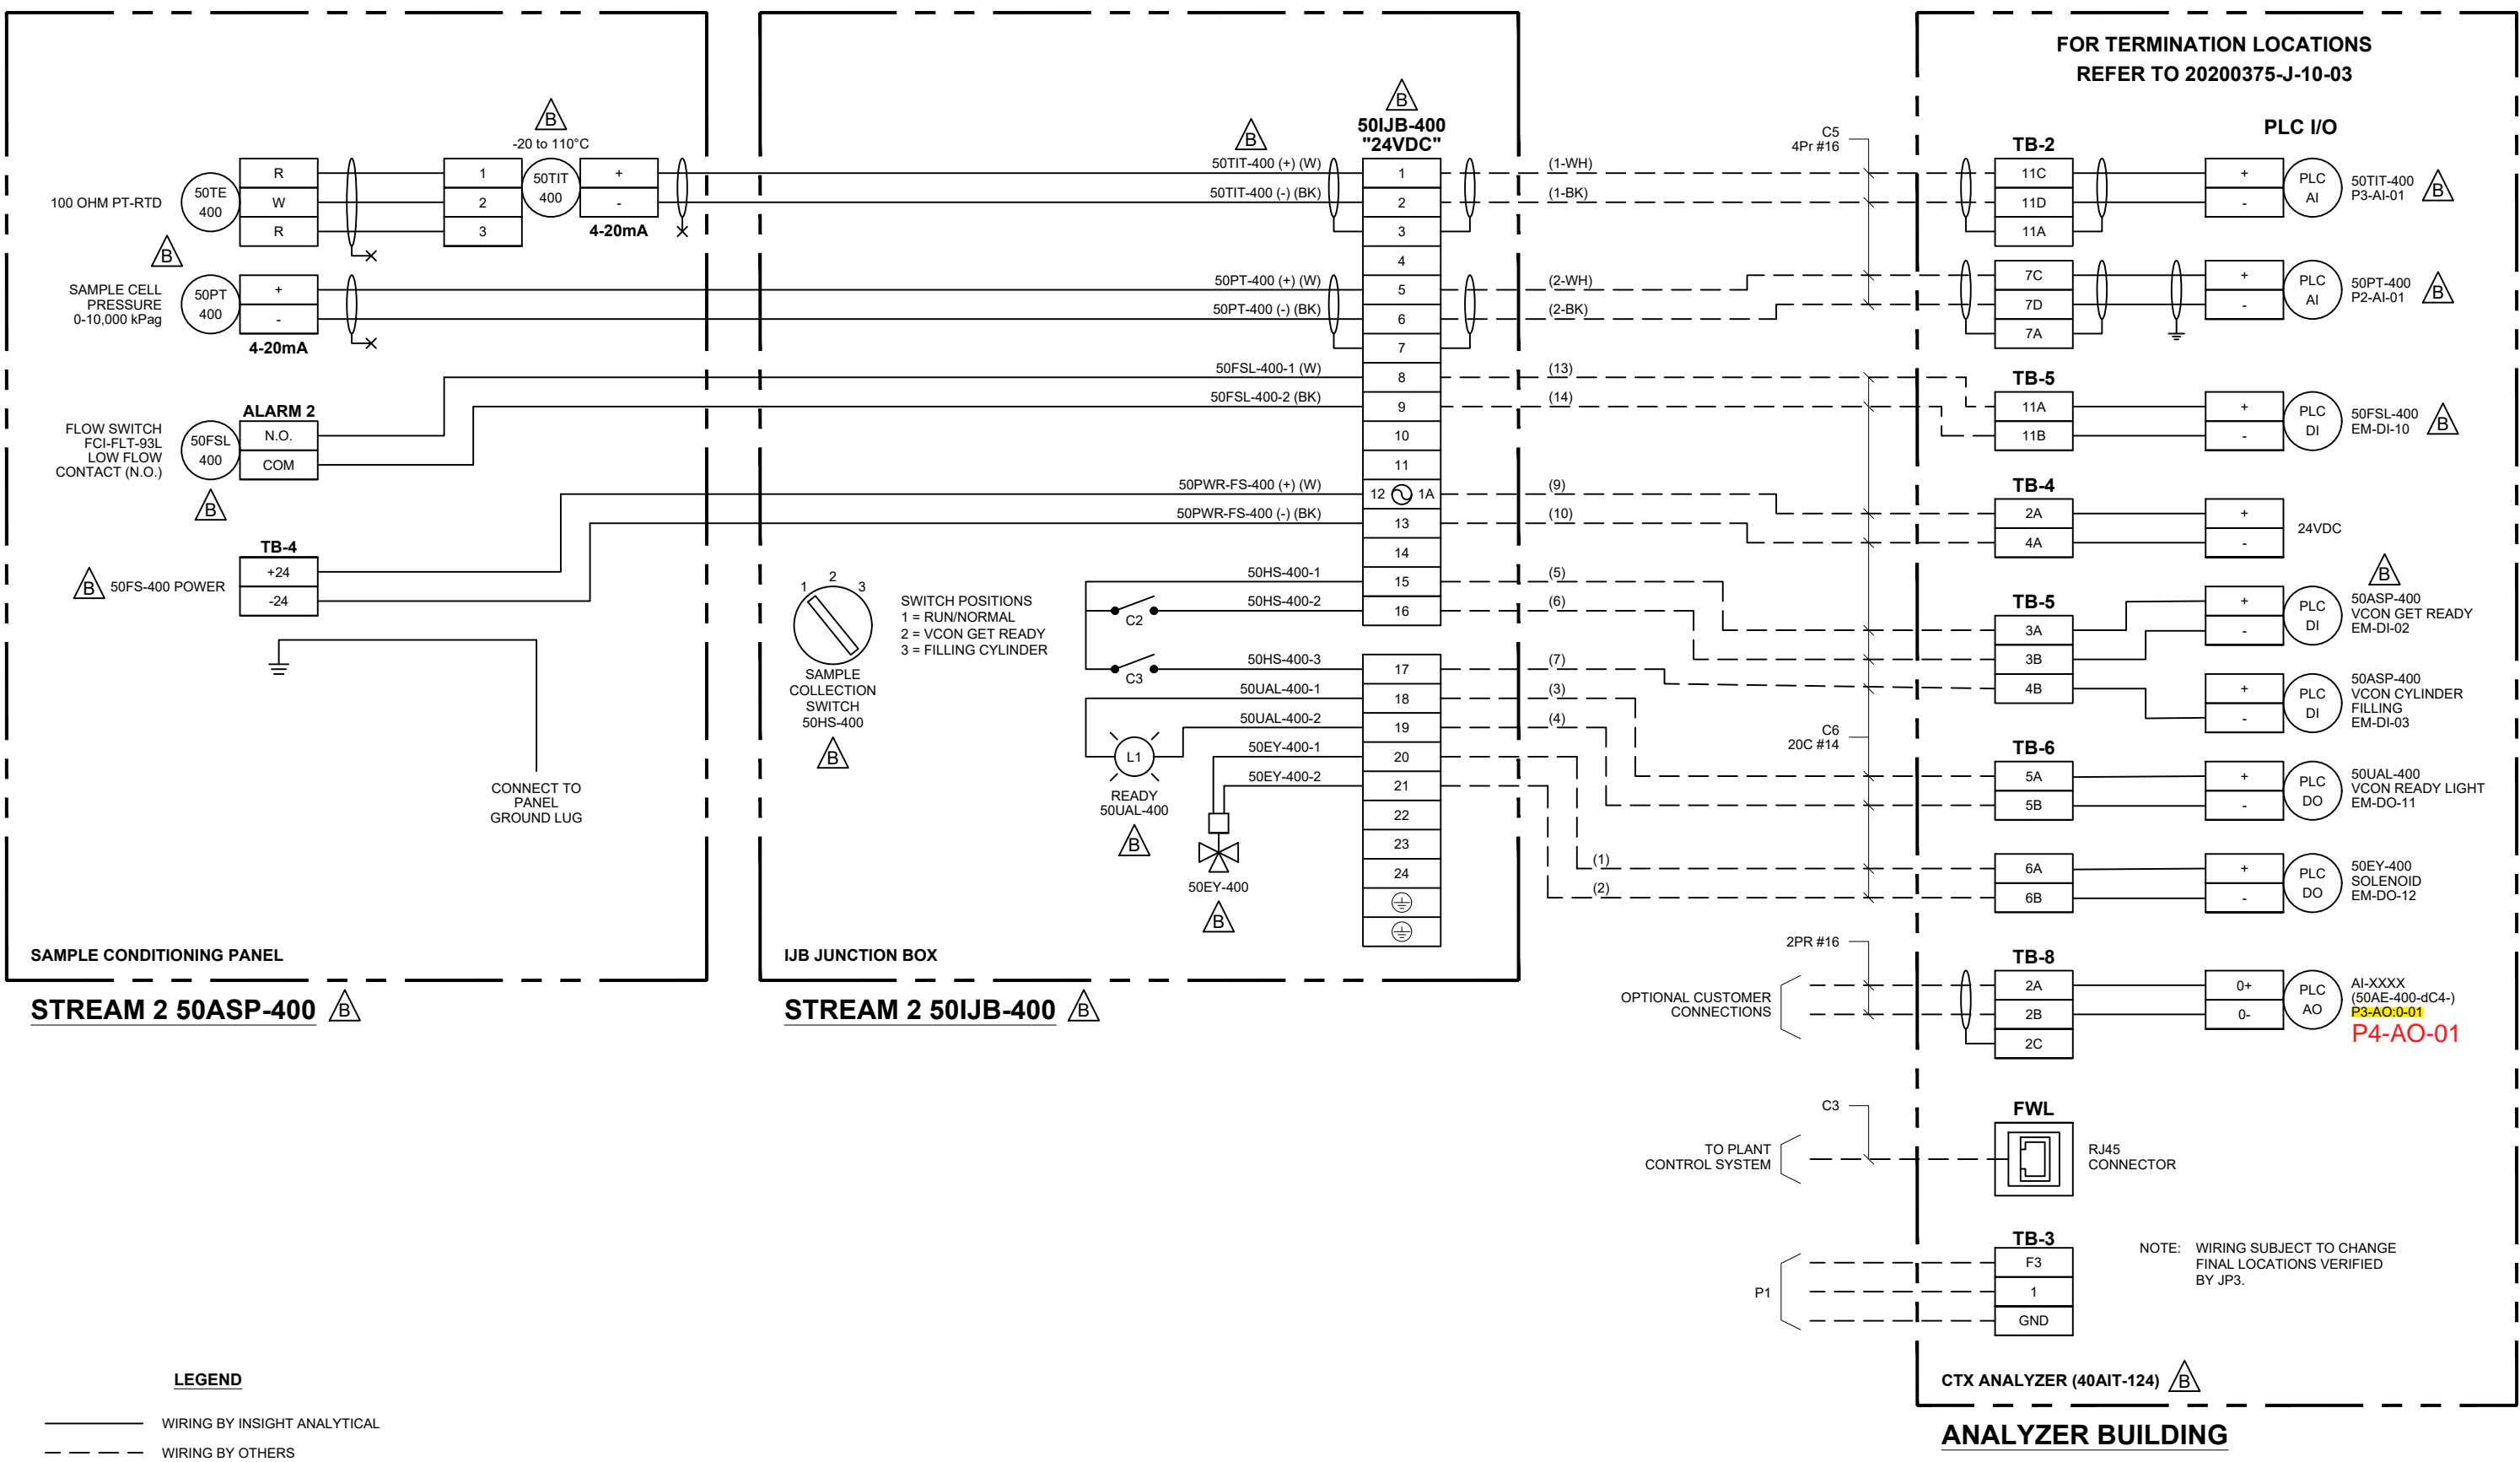 FOR TERMINATION LOCATIONS
REFER TO 20200375-J-10-03
PLC I/O
B
-20 to 110°C
100 OHM PT-RTD
50TE
400
R
W
R
1
2
3
50TIT
400
+
-
4-20mA
B
SAMPLE CELL
PRESSURE
0-10,000 kPag
50PT
400
+
-
4-20mA
FLOW SWITCH
FCI-FLT-93L
LOW FLOW
CONTACT (N.O.)
50FSL
400
ALARM 2
N.O.
COM
B
TB-4
B
50FS-400 POWER
+24
-24
CONNECT TO
PANEL
GROUND LUG
SAMPLE CONDITIONING PANEL
STREAM 2 50ASP-400
B
B
B
50IJB-400
"24VDC"
50TIT-400 (+) (W)
50TIT-400 (-) (BK)
50PT-400 (+) (W)
50PT-400 (-) (BK)
50FSL-400-1 (W)
50FSL-400-2 (BK)
50PWR-FS-400 (+) (W)
50PWR-FS-400 (-) (BK)
50HS-400-1
50HS-400-2
50HS-400-3
50UAL-400-1
50UAL-400-2
50EY-400-1
50EY-400-2
1
2
3
4
5
6
7
8
9
10
11
12 1A
13
14
15
16
17
18
19
20
21
22
23
24
1
2
3
SAMPLE
COLLECTION
SWITCH
50HS-400
B
SWITCH POSITIONS
1 = RUN/NORMAL
2 = VCON GET READY
3 = FILLING CYLINDER
C2
C3
L1
READY
50UAL-400
B
50EY-400
B
IJB JUNCTION BOX
STREAM 2 50IJB-400
B
(1-WH)
(1-BK)
(2-WH)
(2-BK)
(13)
(14)
(9)
(10)
(5)
(6)
(7)
(3)
(4)
(1)
(2)
C5
4Pr #16
C6
20C #14
2PR #16
OPTIONAL CUSTOMER
CONNECTIONS
C3
TO PLANT
CONTROL SYSTEM
P1
TB-2
11C
11D
11A
+
-
PLC
AI
50TIT-400
P3-AI-01
B
7C
7D
7A
+
-
PLC
AI
50PT-400
P2-AI-01
B
TB-5
11A
11B
+
-
PLC
DI
50FSL-400
EM-DI-10
B
TB-4
2A
4A
+
-
24VDC
B
TB-5
3A
3B
4B
+
-
PLC
DI
50ASP-400
VCON GET READY
EM-DI-02
+
-
PLC
DI
50ASP-400
VCON CYLINDER
FILLING
EM-DI-03
TB-6
5A
5B
+
-
PLC
DO
50UAL-400
VCON READY LIGHT
EM-DO-11
6A
6B
+
-
PLC
DO
50EY-400
SOLENOID
EM-DO-12
TB-8
2A
2B
2C
0+
0-
PLC
AO
AI-XXXX
(50AE-400-dC4-)
P3-AO:0-01
P4-AO-01
FWL
RJ45
CONNECTOR
TB-3
F3
1
GND
NOTE: WIRING SUBJECT TO CHANGE
FINAL LOCATIONS VERIFIED
BY JP3.
CTX ANALYZER (40AIT-124)
B
ANALYZER BUILDING
LEGEND
WIRING BY INSIGHT ANALYTICAL
WIRING BY OTHERS